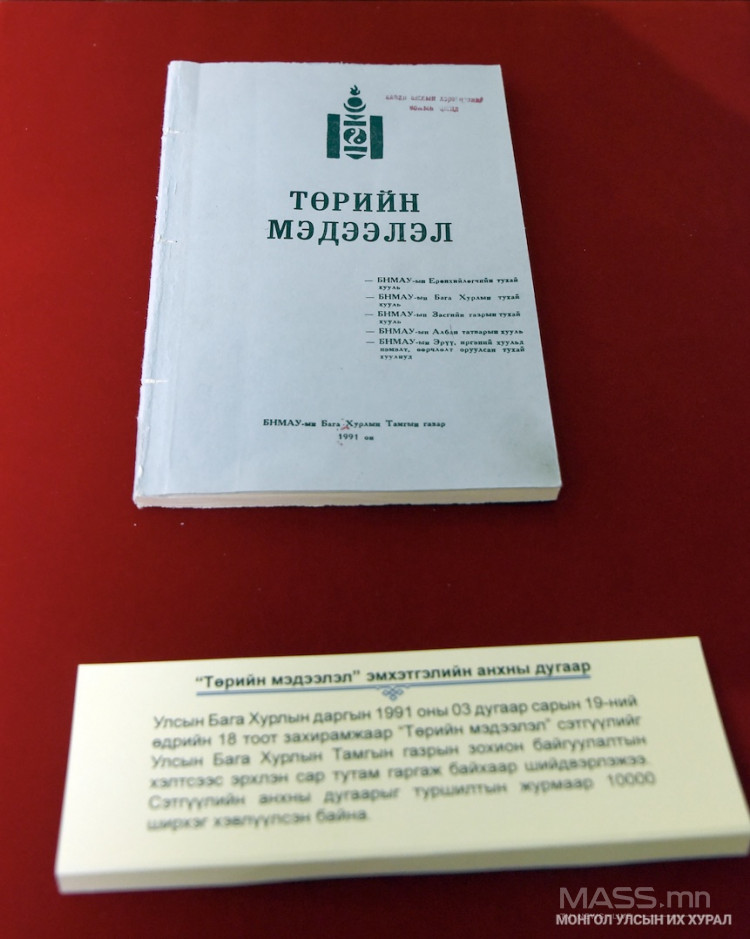 ТӨРИЙН
МЭДЭЭЛЭЛ
— БНМАУ-ын Ерөнхийлөгчийн тухай
хууль
— БНМАУ-ын Бага Хурлын тухай
хууль
— БНМАУ-ын Засгийн газрын тухай
хууль
— БНМАУ-ын Албан татварын хууль
— БНМАУ-ын Эрүү, иргэний хуульд
нэмэлт, өөрчлөлт оруулсан тухай
хуулиуд
БНМАУ-ын Бага Хурлын Тамгын газар
1991 он
“Төрийн мэдээлэл” эмхэтгэлийн анхны дугаар
Улсын Бага Хурлын даргын 1991 оны 03 дугаар сарын 19-ний
өдрийн 18 тоот захирамжаар “Төрийн мэдээлэл” сэтгүүлийг
Улсын Бага Хурлын Тамгын газрын зохион байгуулалтын
хэлтсээс эрхлэн сар тутам гаргаж байхаар шийдвэрлэжээ.
Сэтгүүлийн анхны дугаарыг туршилтын журмаар 10000
ширхэг хэвлүүлсэн байна.
MASS.mn
МОНГОЛ УЛСЫН ИХ ХУРАЛ